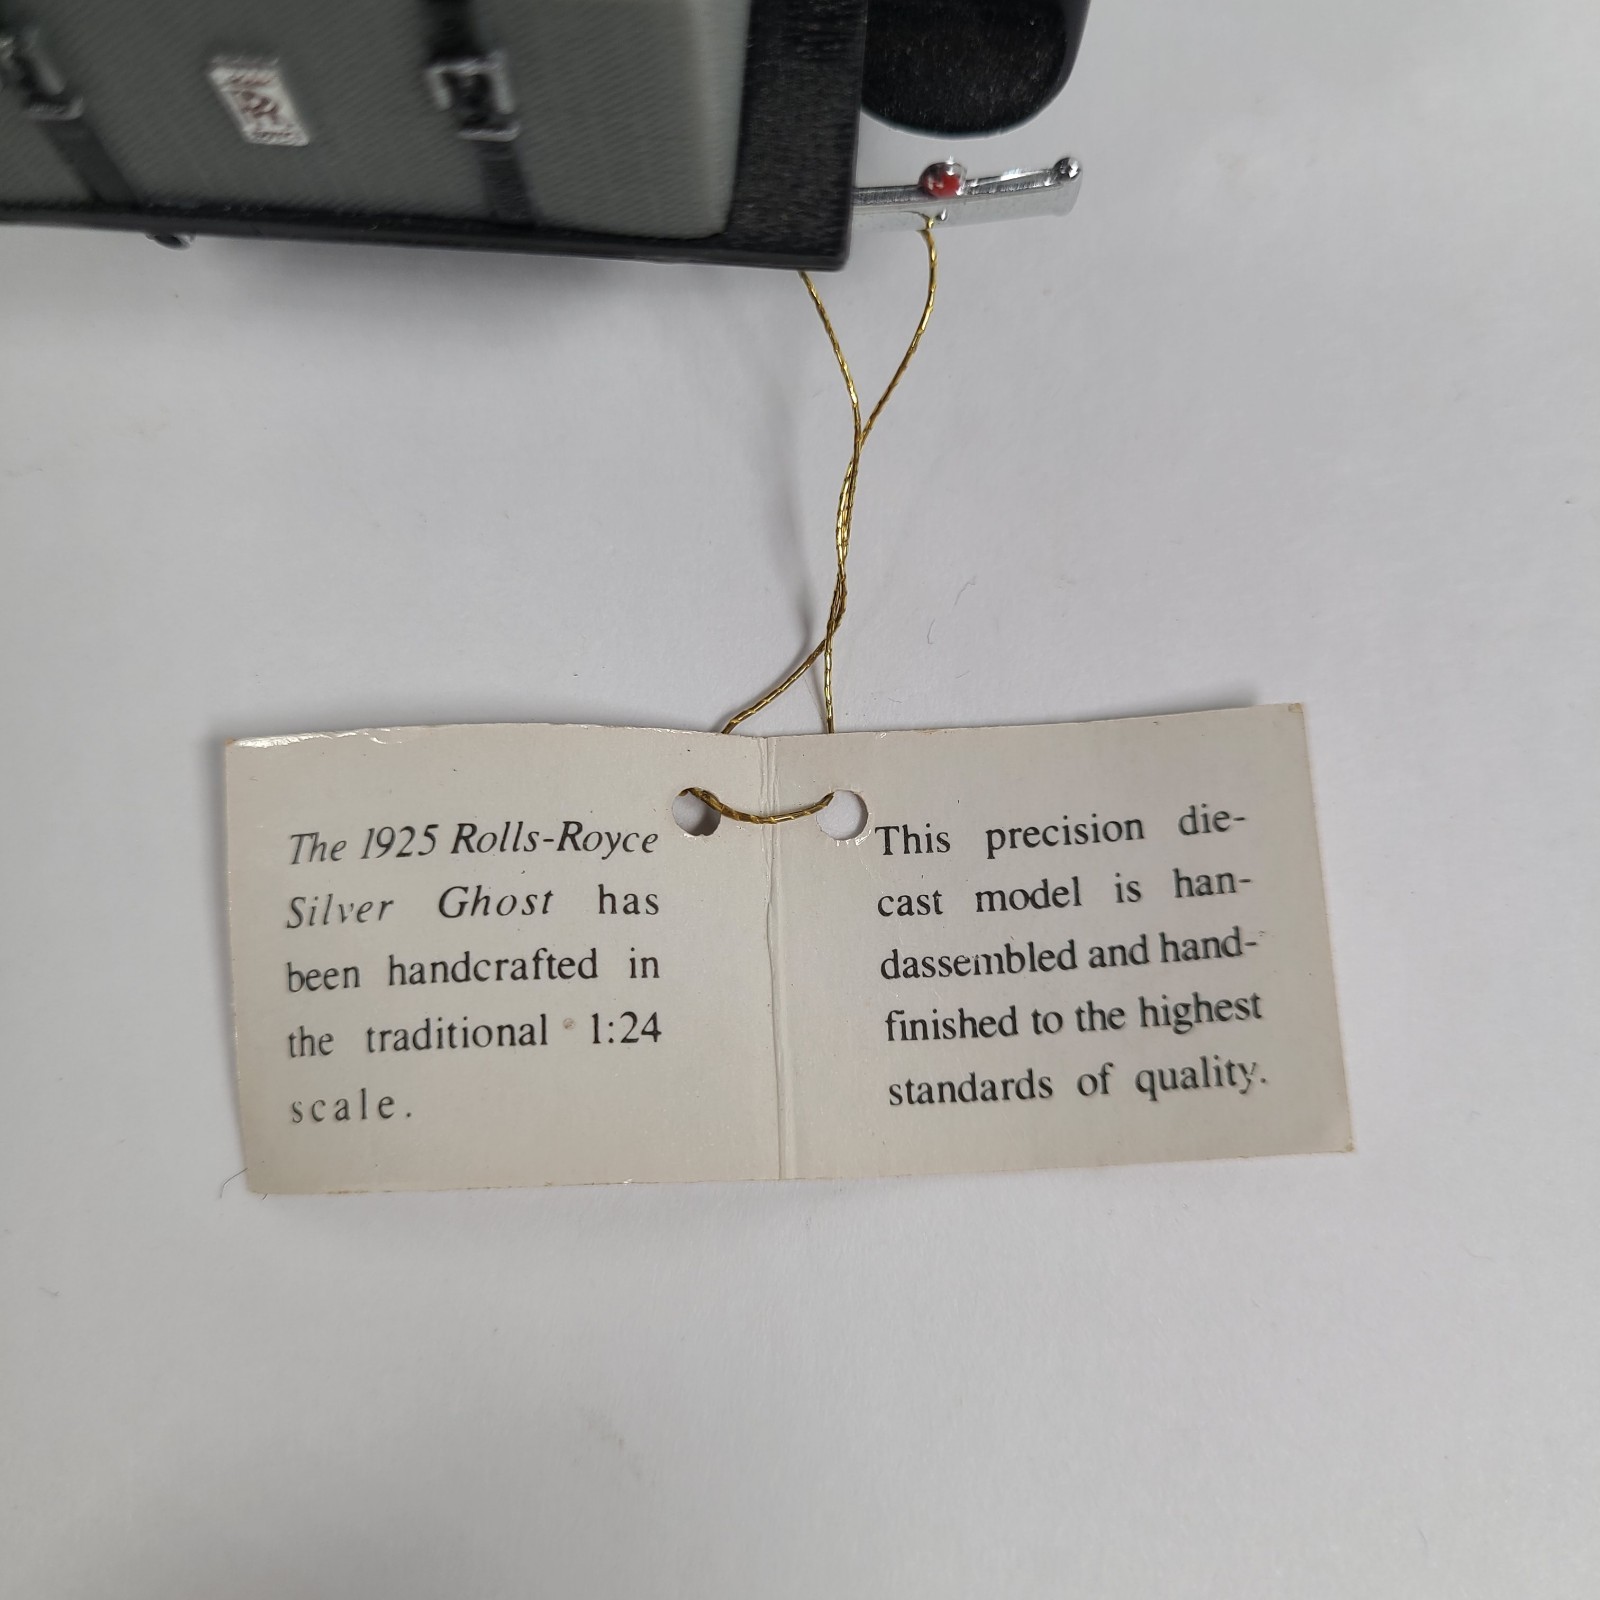 The 1925 Rolls-Royce
Silver Ghost has
been handcrafted in
the traditional 1:24
scale.
This precision die-
cast model is han-
dassembled and hand-
finished to the highest
standards of quality.